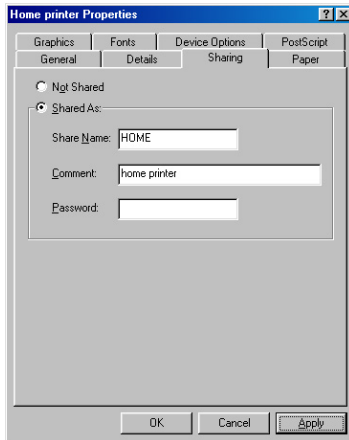 Home printer Properties
Graphics Fonts Device Options PostScript
General Details Sharing Paper
Not Shared
Shared As:
Share Name: HOME
Comment: home printer
Password:
OK Cancel Apply